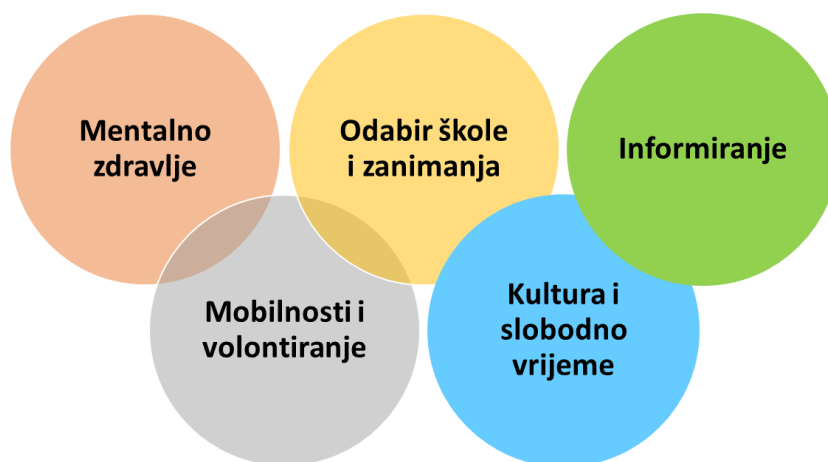 Mentalno
zdravlje
Odabir škole
i zanimanja
Informiranje
Mobilnosti i
volontiranje
Kultura i
slobodno
vrijeme